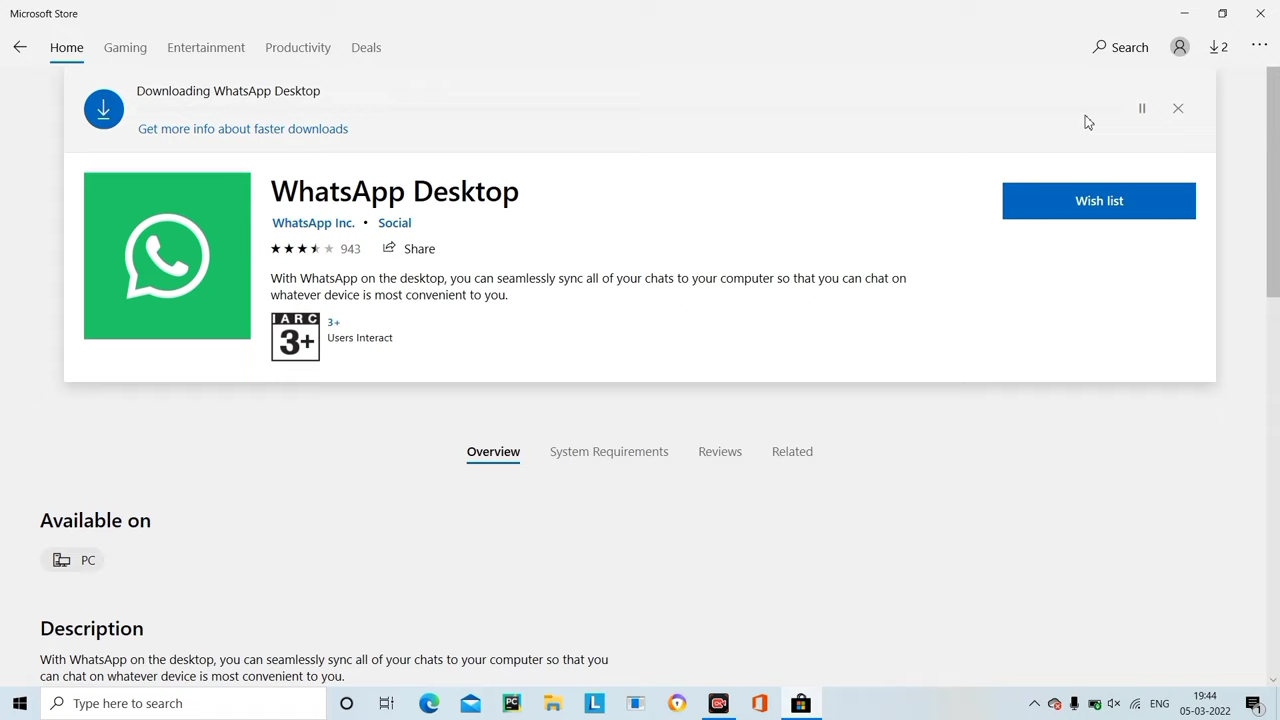 Microsoft Store
Home Gaming Entertainment Productivity Deals Search 2
Downloading WhatsApp Desktop
Get more info about faster downloads
WhatsApp Desktop
Wish list
WhatsApp Inc. • Social
943 Share
With WhatsApp on the desktop, you can seamlessly sync all of your chats to your computer so that you can chat on
whatever device is most convenient to you.
IARC
3+
3+
Users Interact
Overview System Requirements Reviews Related
Available on
PC
Description
With WhatsApp on the desktop, you can seamlessly sync all of your chats to your computer so that you
can chat on whatever device is most convenient to you.
Type here to search
PC
L
ENG
19:44
05-03-2022
1